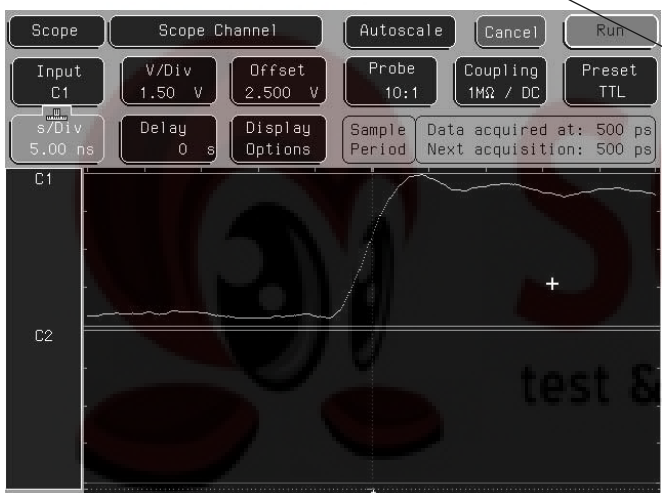 Scope Scope Channel Autoscale Cancel Run
Input V/Div Offset Probe Coupling Preset
C1 1.50 V 2.500 V 10:1 1MΩ / DC TTL
s/Div Delay Display Sample Data acquired at: 500 ps
5.00 ns 0 s Options Period Next acquisition: 500 ps
C1
C2
test &